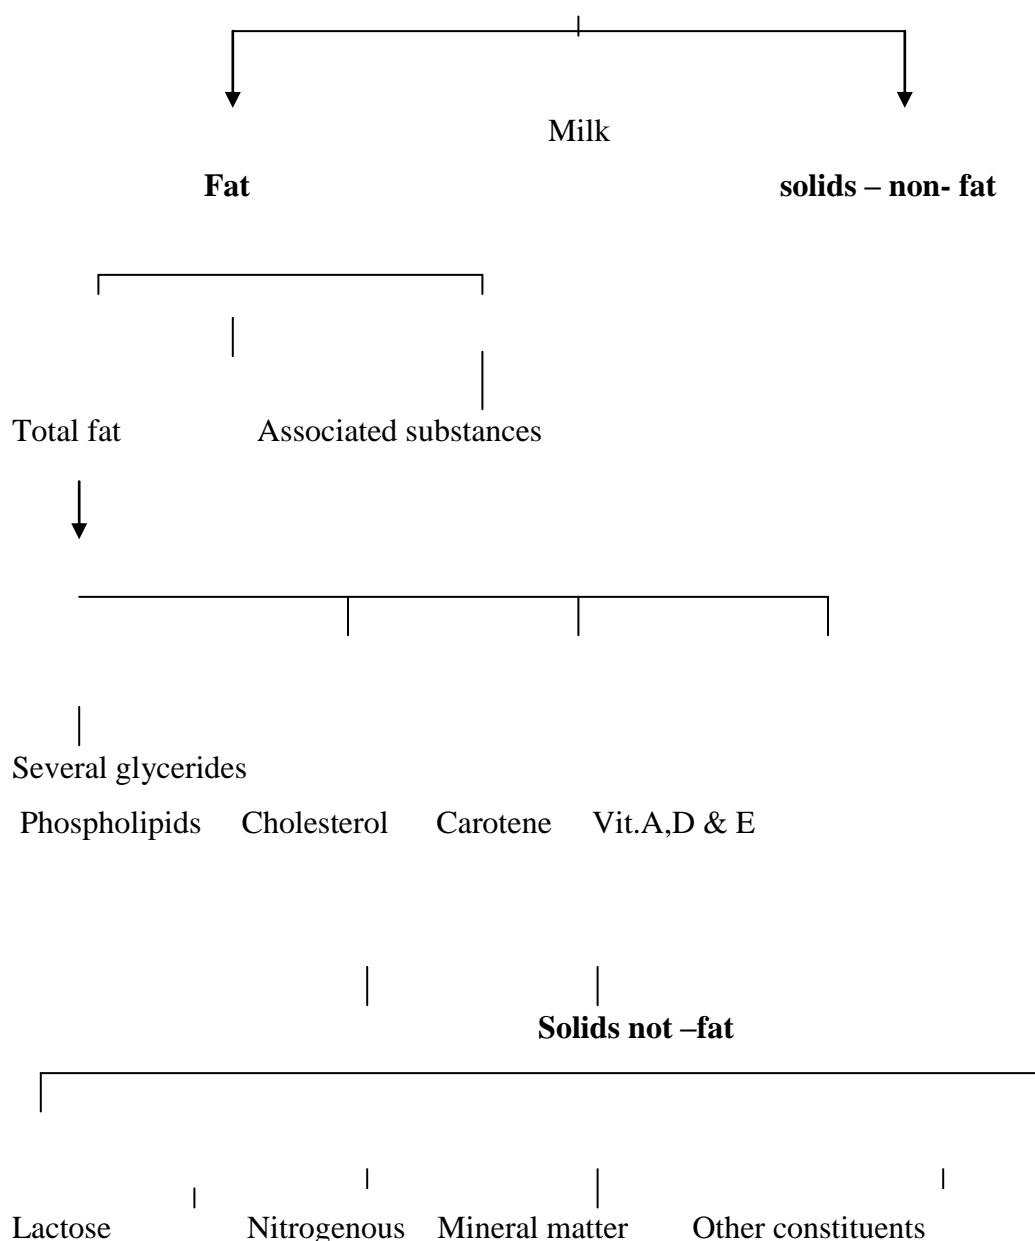 Milk
Fat solids – non- fat
Total fat Associated substances
Several glycerides
Phospholipids Cholesterol Carotene Vit.A,D & E
Solids not –fat
Lactose Nitrogenous Mineral matter Other constituents